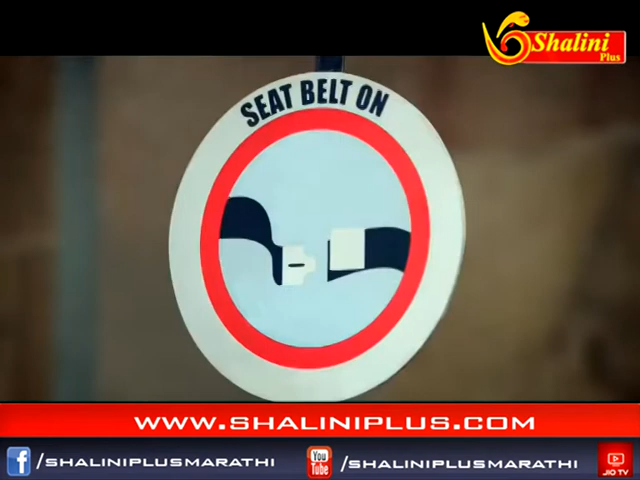 Shalini
Plus
SEAT BELT ON
WWW.SHALINIPLUS.COM
f /SHALINIPLUSMARATHI
You
Tube /SHALINIPLUSMARATHI
JIO TV